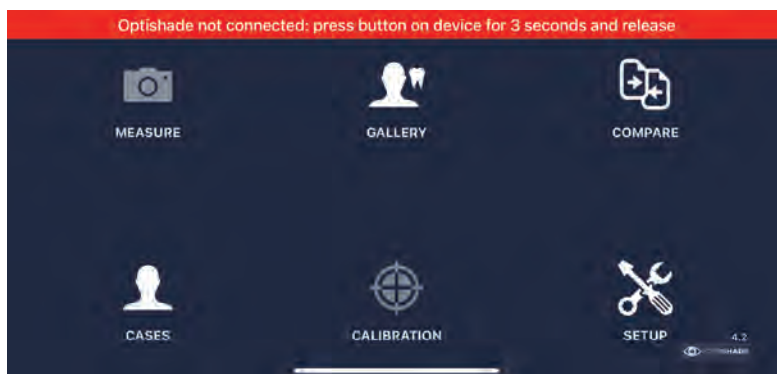 Optishade not connected: press button on device for 3 seconds and release
MEASURE
GALLERY
COMPARE
CASES
CALIBRATION
SETUP
4.2